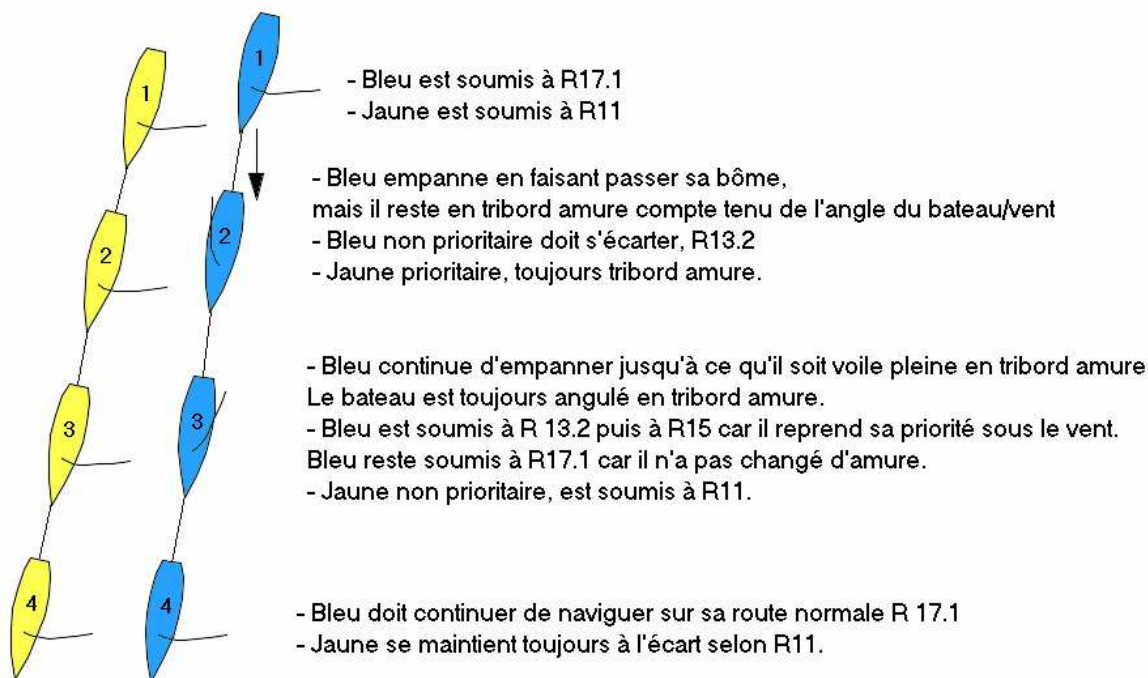 1
1
- Bleu est soumis à R17.1
- Jaune est soumis à R11
- Bleu empanne en faisant passer sa bôme,
mais il reste en tribord amure compte tenu de l'angle du bateau/vent
2
2
- Bleu non prioritaire doit s'écarter, R13.2
- Jaune prioritaire, toujours tribord amure.
- Bleu continue d'empanner jusqu'à ce qu'il soit voile pleine en tribord amure
Le bateau est toujours angulé en tribord amure.
3
3
- Bleu est soumis à R 13.2 puis à R15 car il reprend sa priorité sous le vent.
Bleu reste soumis à R17.1 car il n'a pas changé d'amure.
- Jaune non prioritaire, est soumis à R11.
4
4
- Bleu doit continuer de naviguer sur sa route normale R 17.1
- Jaune se maintient toujours à l'écart selon R11.